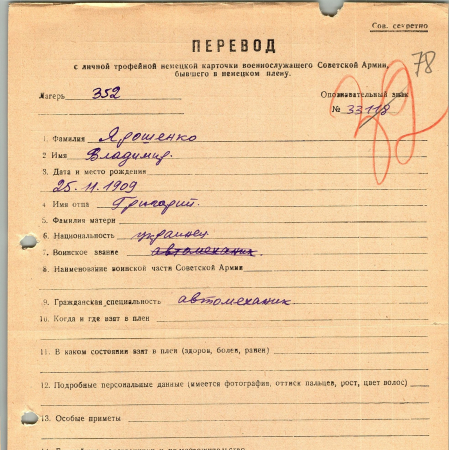 Сов. секретно
78
ПЕРЕВОД
с личной трофейной немецкой карточки военнослужащего Советской Армии,
бывшего в немецком плену.
Лагерь 352 Опознавательный знак
№ 33118
1. Фамилия Ярошенко
2 Имя Владимир.
3. Дата и место рождения
25. 11. 1909
4. Имя отца Григорий.
5. Фамилия матери
6. Национальность украинец
7. Воинское звание автомеханик.
8. Наименование воинской части Советской Армии
9. Гражданская специальность автомеханик
10. Когда и где взят в плен
11. В каком состоянии взят в плен (здоров, болен, ранен)
12. Подробные персональные данные (имеется фотография, оттиск пальцев, рост, цвет волос)
13. Особые приметы